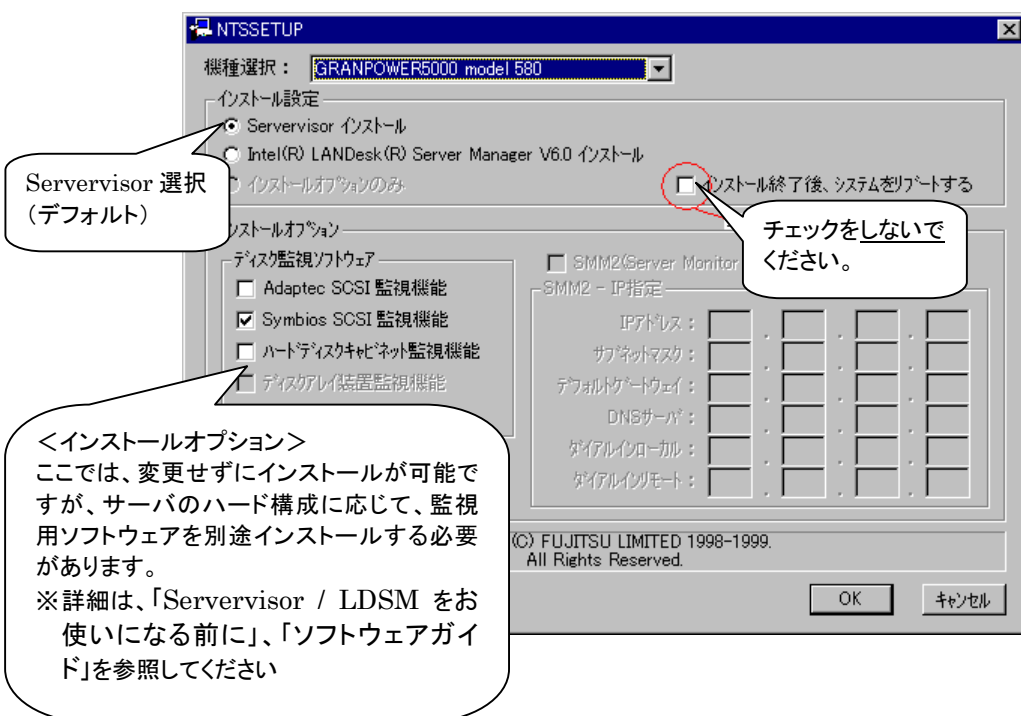 NTSSETUP
機種選択： GRANPOWER5000 model 580
インストール設定
Servervisor インストール
Intel(R) LANDesk(R) Server Manager V6.0 インストール
インストールオプションのみ
インストール終了後、システムをリブートする
Servervisor 選択
（デフォルト）
チェックをしないで
ください。
ンストールオプション
ディスク監視ソフトウェア
Adaptec SCSI 監視機能
Symbios SCSI 監視機能
ハードディスクキャビネット監視機能
ディスクアレイ装置監視機能
SMM2(Server Monitor
SMM2 - IP指定
IPアドレス：
サブネットマスク：
デフォルトゲートウェイ：
DNSサーバ：
ダイアルインローカル：
ダイアルインリモート：
＜インストールオプション＞
ここでは、変更せずにインストールが可能で
すが、サーバのハード構成に応じて、監視
用ソフトウェアを別途インストールする必要
があります。
※詳細は、「Servervisor / LDSM をお
使いになる前に」、「ソフトウェアガイ
ド」を参照してください
(C) FUJITSU LIMITED 1998-1999.
All Rights Reserved.
OK
キャンセル